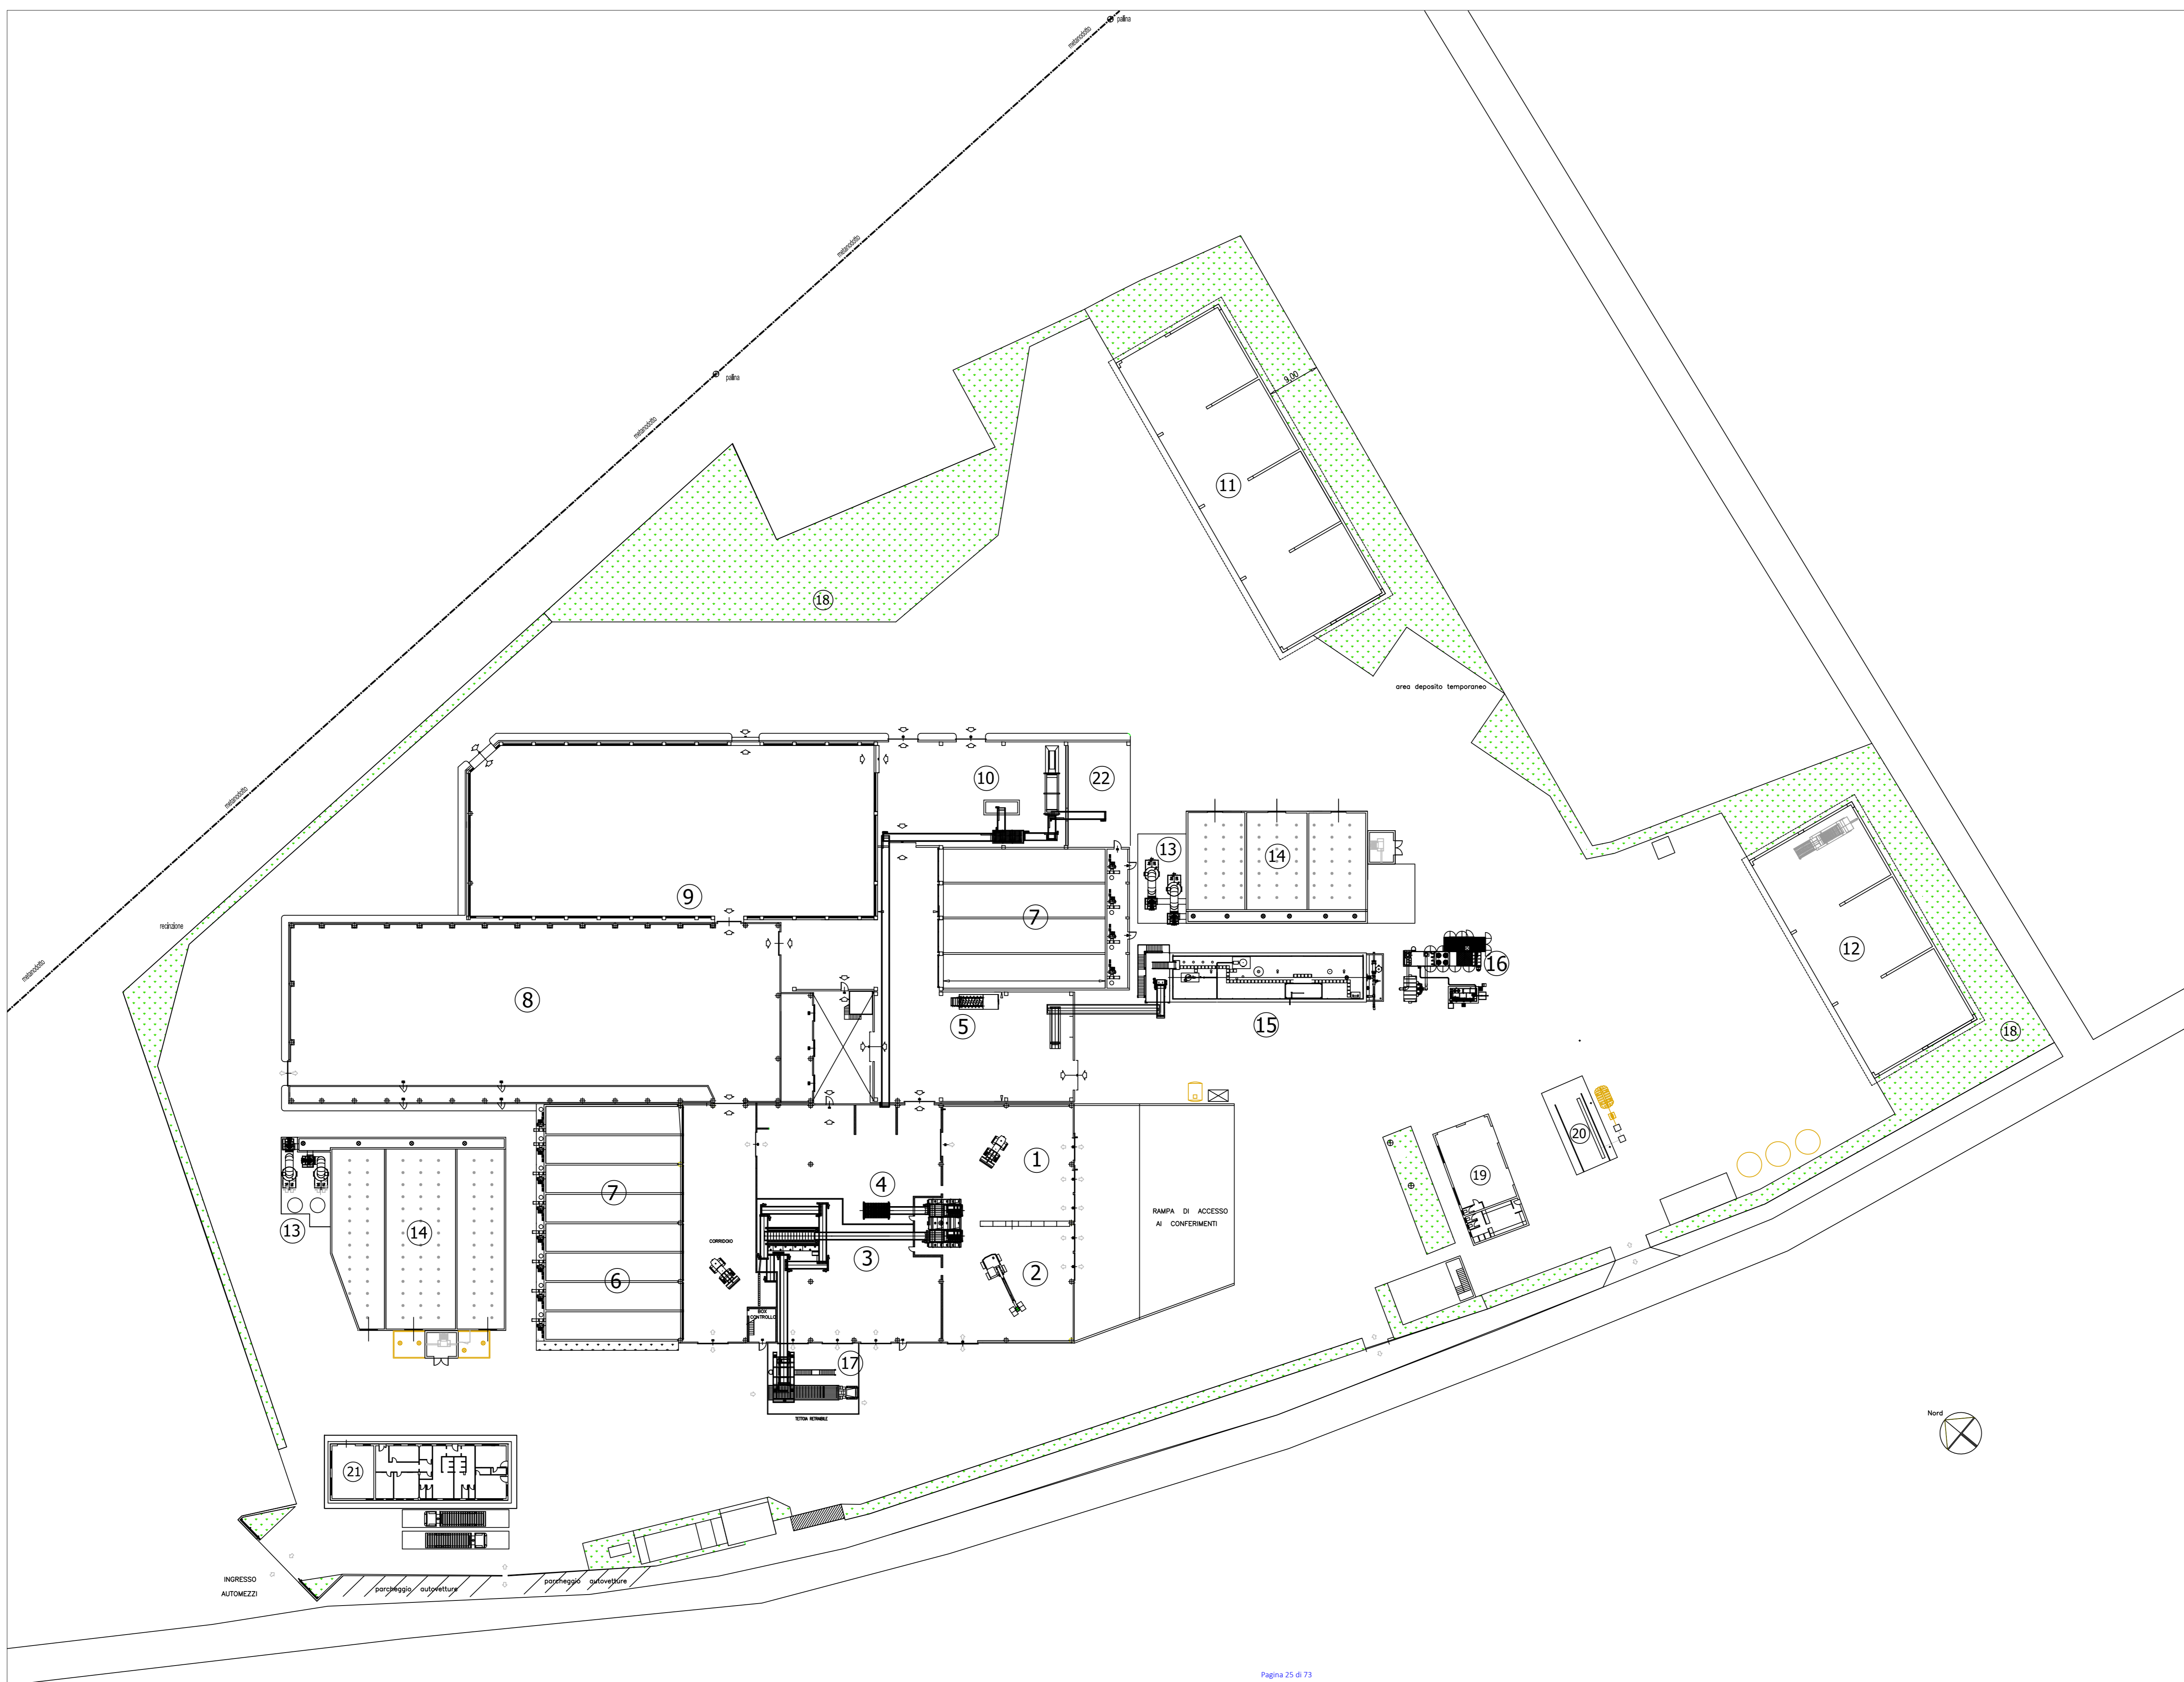 pallina
metanodotto
metanodotto
pallina
9,00
metanodotto
11
18
area deposito temporaneo
10
22
metanodotto
13
14
9
7
recinzione
12
16
metanodotto
8
5
15
18
20
1
4
19
7
RAMPA DI ACCESSO
AI CONFERIMENTI
13
14
CORRIDOIO
3
2
6
BOX
CONTROLLO
17
TETTOIA RETRAIBILE
Nord
21
INGRESSO
AUTOMEZZI
parcheggio autovetture
parcheggio autovetture
Pagina 25 di 73